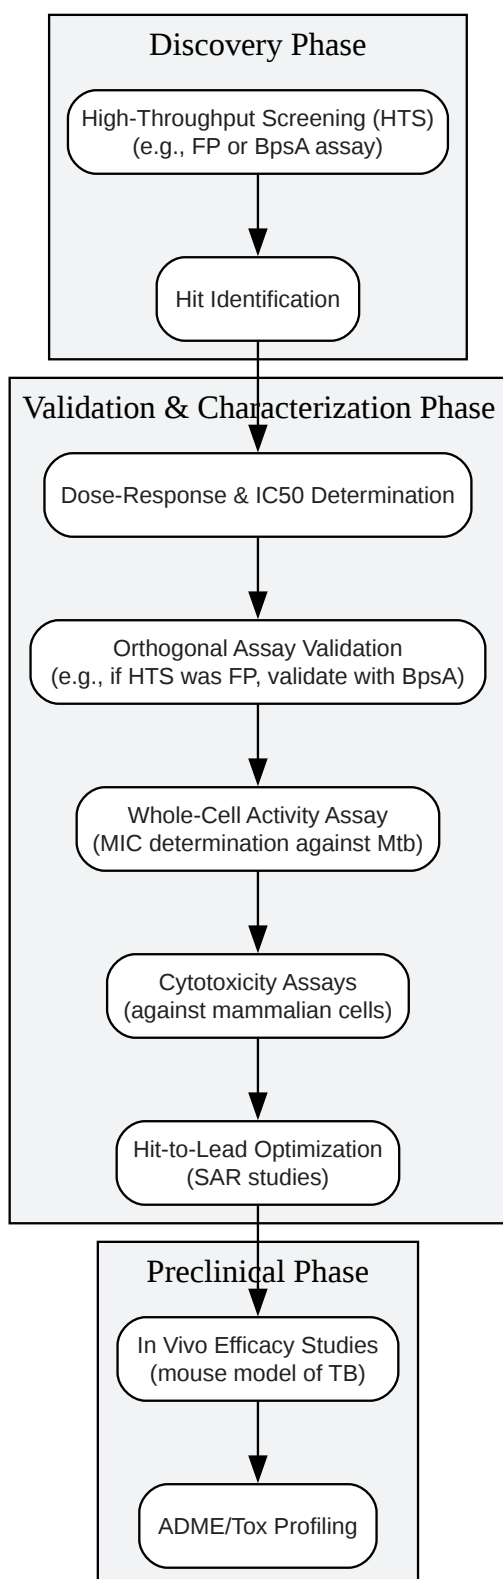 Discovery Phase
High-Throughput Screening (HTS)
(e.g., FP or BpsA assay)
Hit Identification
Validation & Characterization Phase
Dose-Response & IC50 Determination
Orthogonal Assay Validation
(e.g., if HTS was FP, validate with BpsA)
Whole-Cell Activity Assay
(MIC determination against Mtb)
Cytotoxicity Assays
(against mammalian cells)
Hit-to-Lead Optimization
(SAR studies)
Preclinical Phase
In Vivo Efficacy Studies
(mouse model of TB)
ADME/Tox Profiling